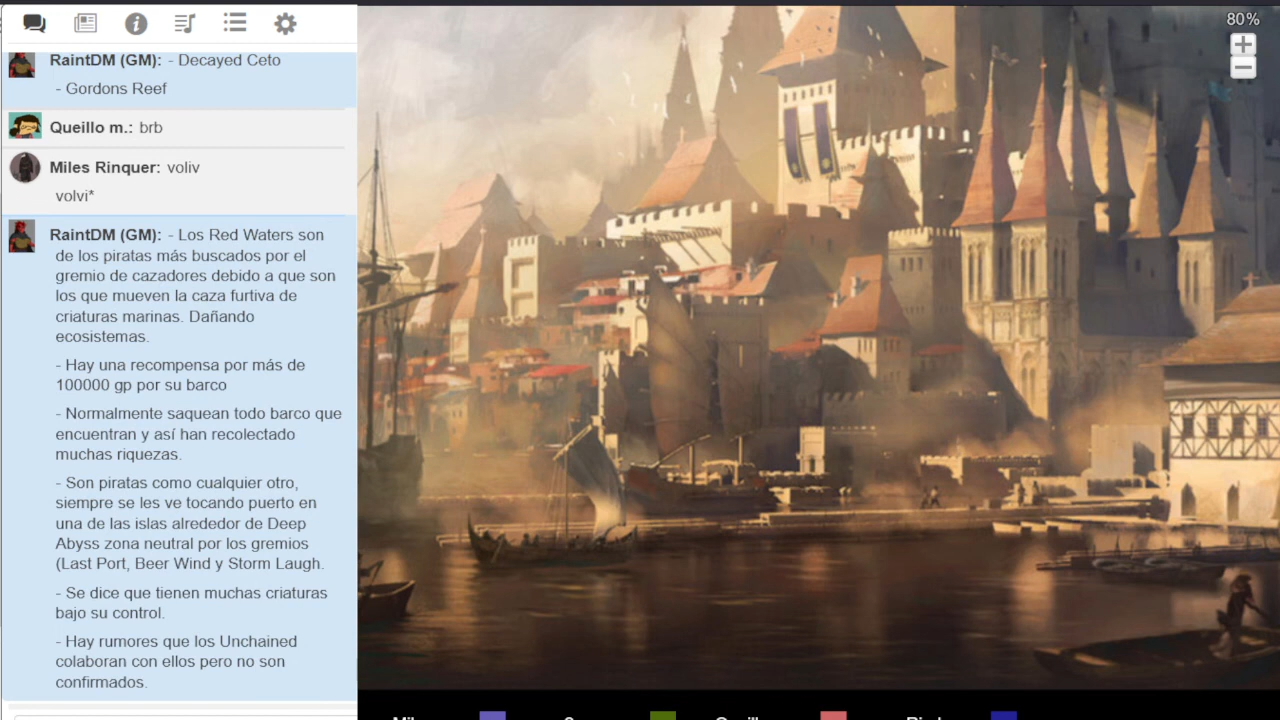 80%
RaintDM (GM): - Decayed Ceto
- Gordons Reef
Queillo m.: brb
Miles Rinquer: voliv
volvi*
RaintDM (GM): - Los Red Waters son
de los piratas más buscados por el
gremio de cazadores debido a que son
los que mueven la caza furtiva de
criaturas marinas. Dañando
ecosistemas.
- Hay una recompensa por más de
100000 gp por su barco
- Normalmente saquean todo barco que
encuentran y así han recolectado
muchas riquezas.
- Son piratas como cualquier otro,
siempre se les ve tocando puerto en
una de las islas alrededor de Deep
Abyss zona neutral por los gremios
(Last Port, Beer Wind y Storm Laugh.
- Se dice que tienen muchas criaturas
bajo su control.
- Hay rumores que los Unchained
colaboran con ellos pero no son
confirmados.